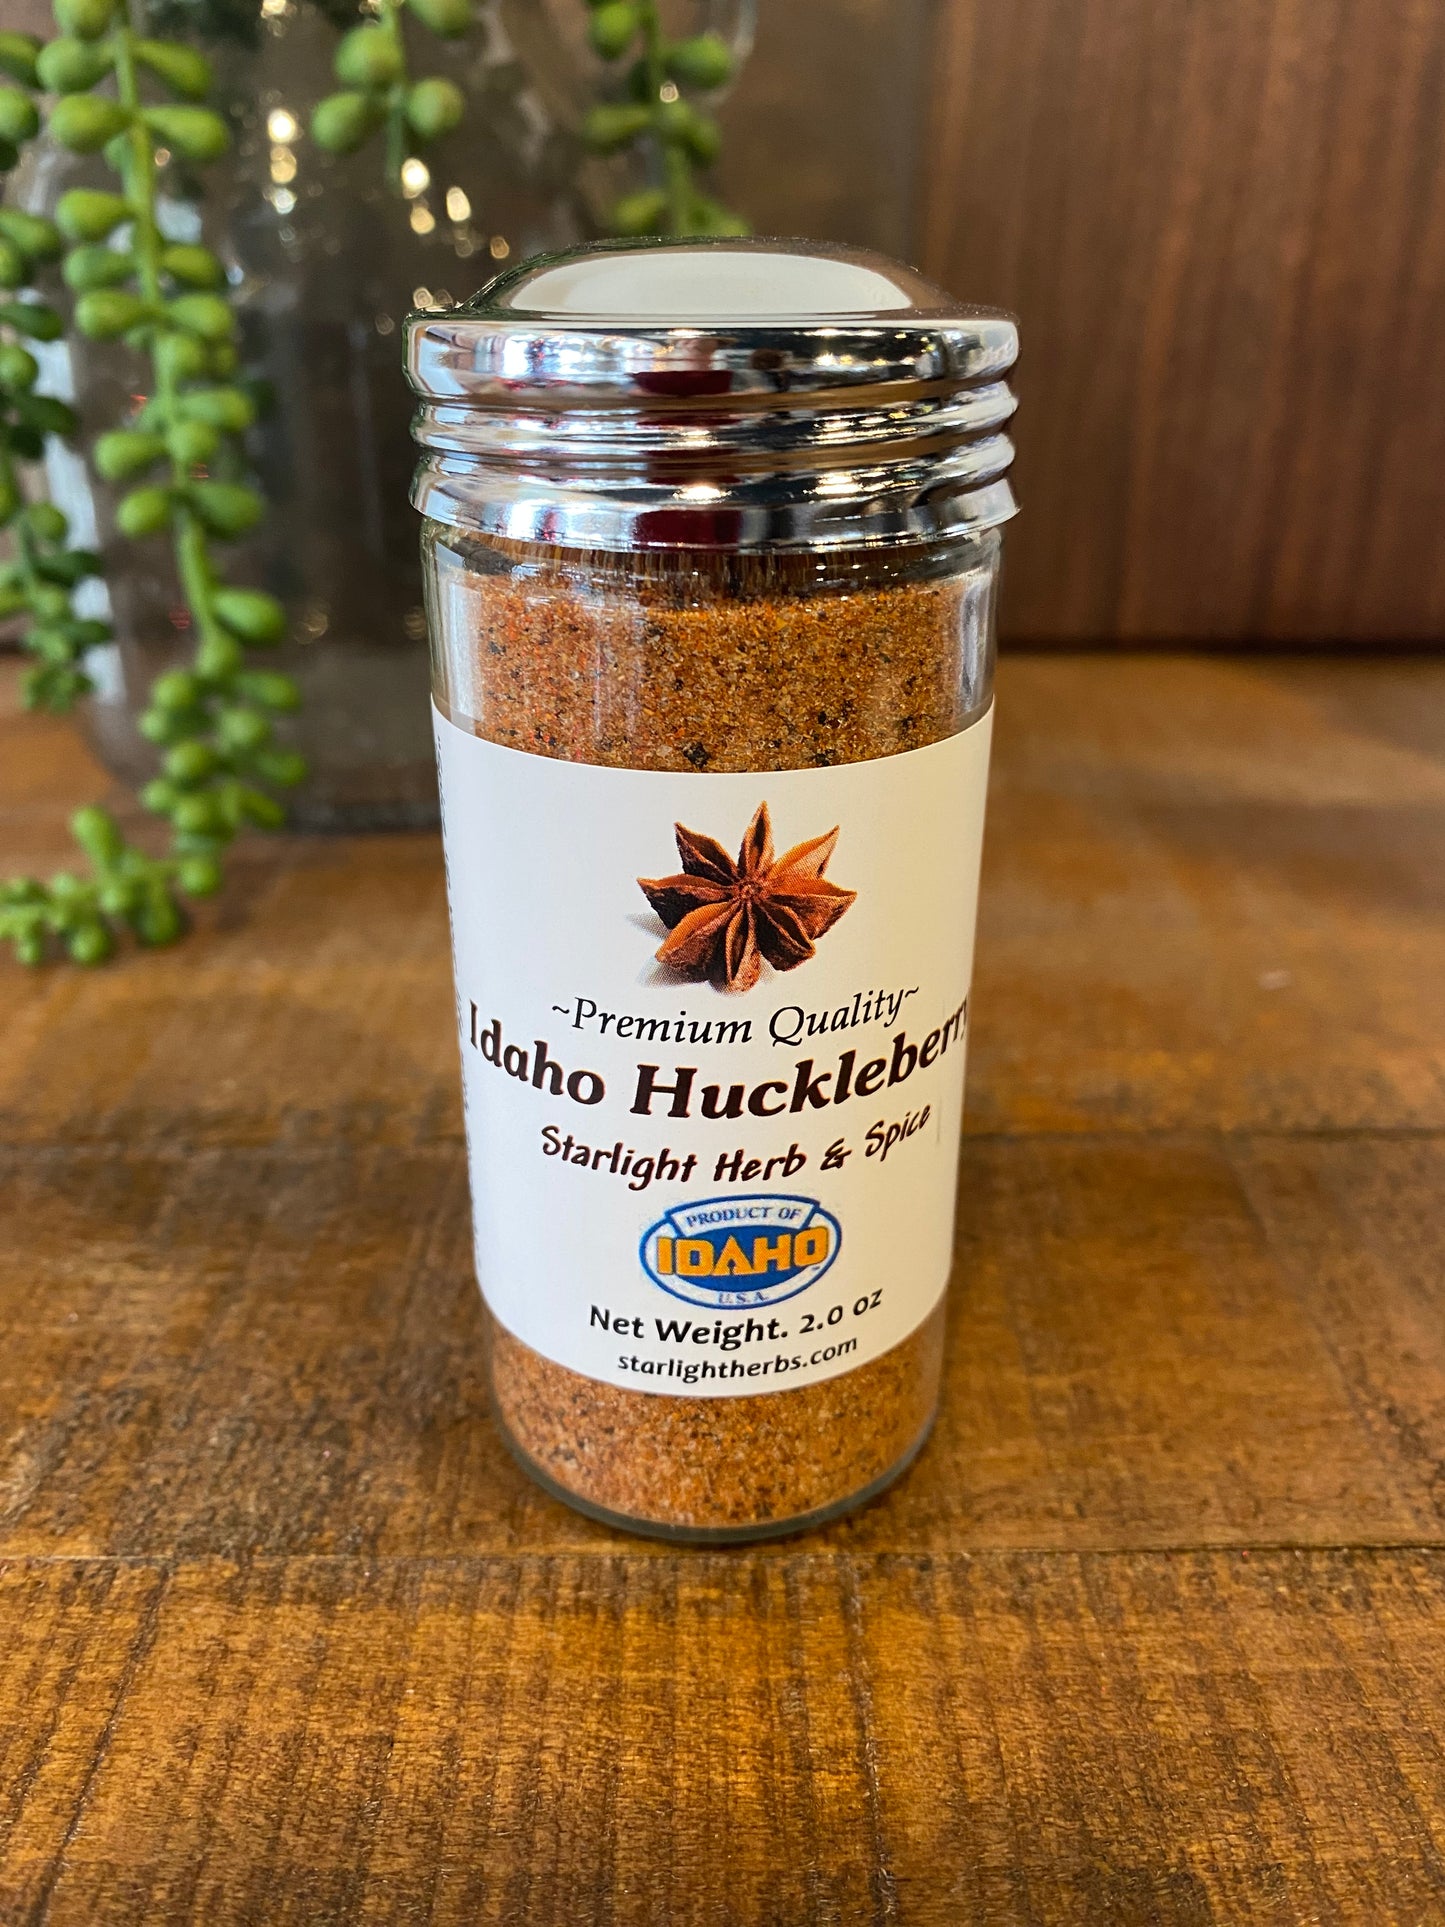 ~Premium Quality~
Idaho Huckleberry
Starlight Herb & Spice
PRODUCT OF
IDAHO
U.S.A.
Net Weight. 2.0 oz
starlightherbs.com